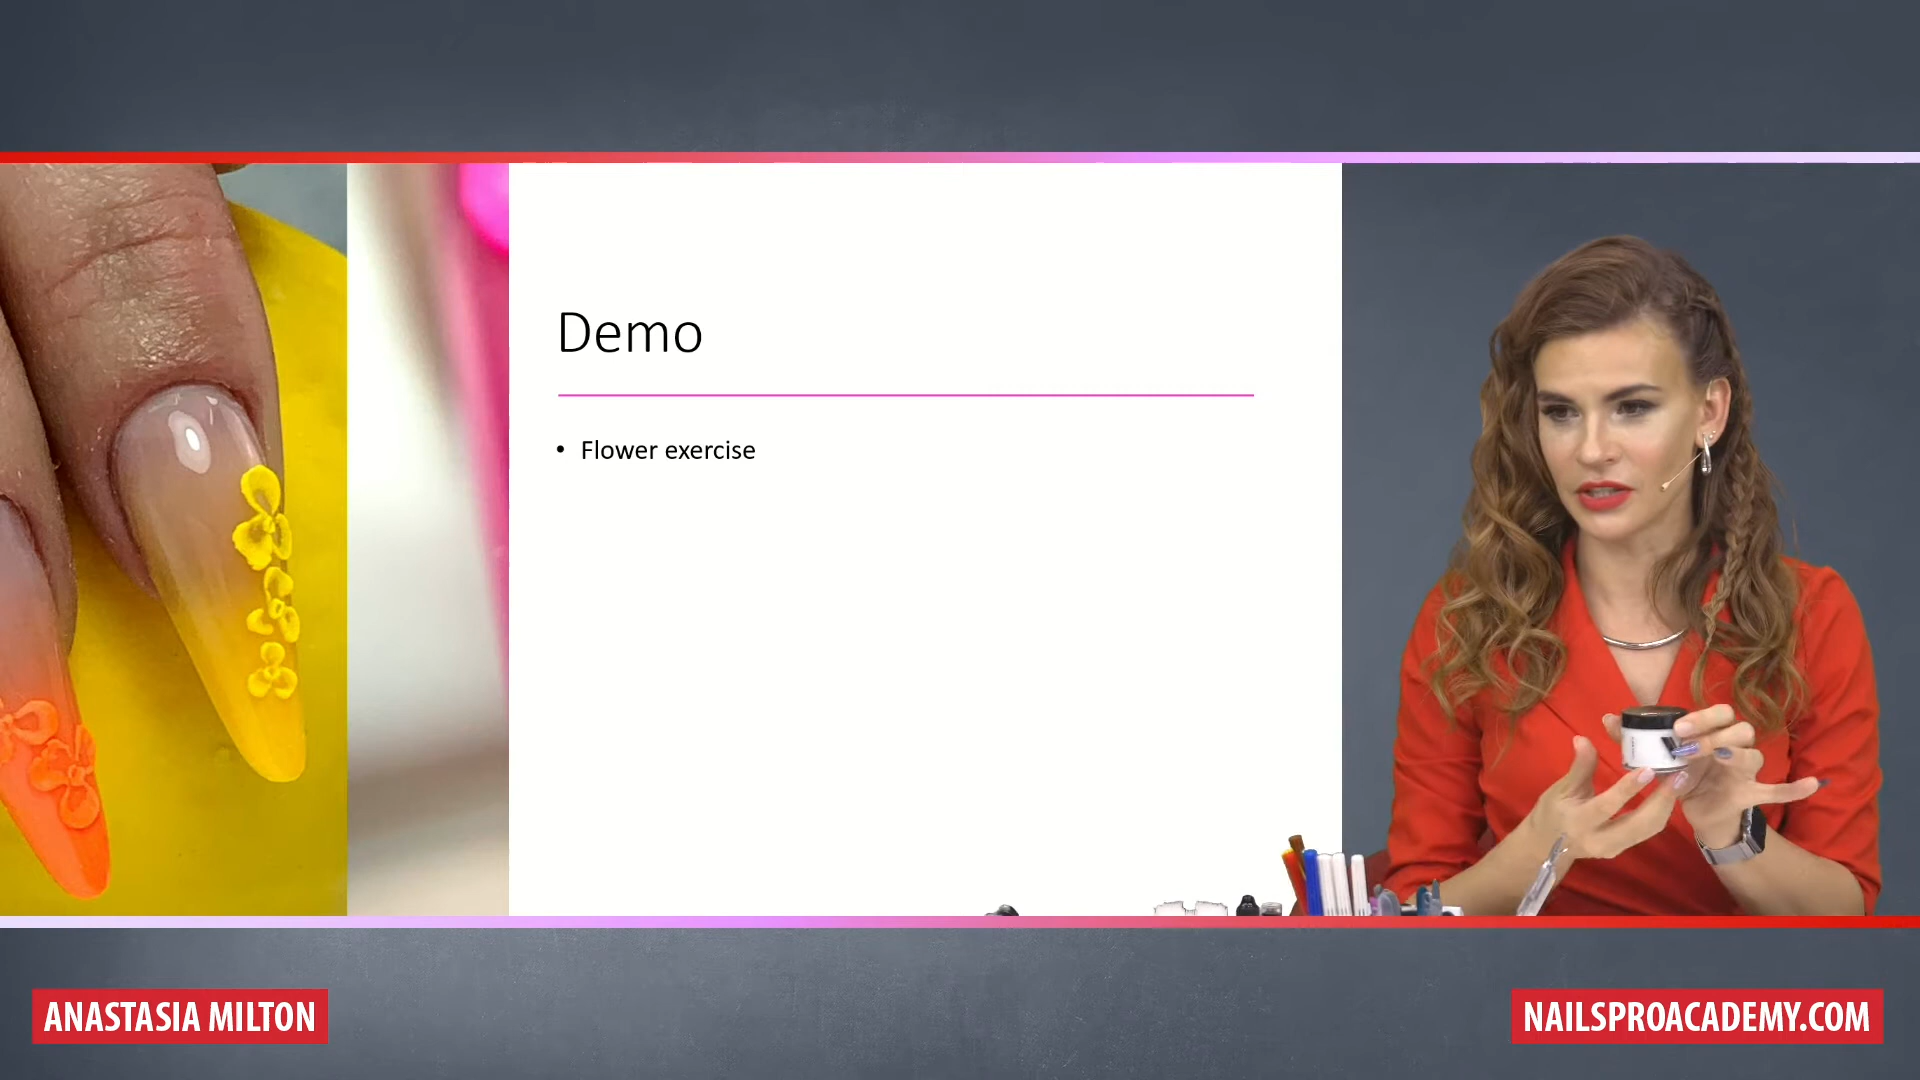 Demo
• Flower exercise
ANASTASIA MILTON
NAILSPROACADEMY.COM